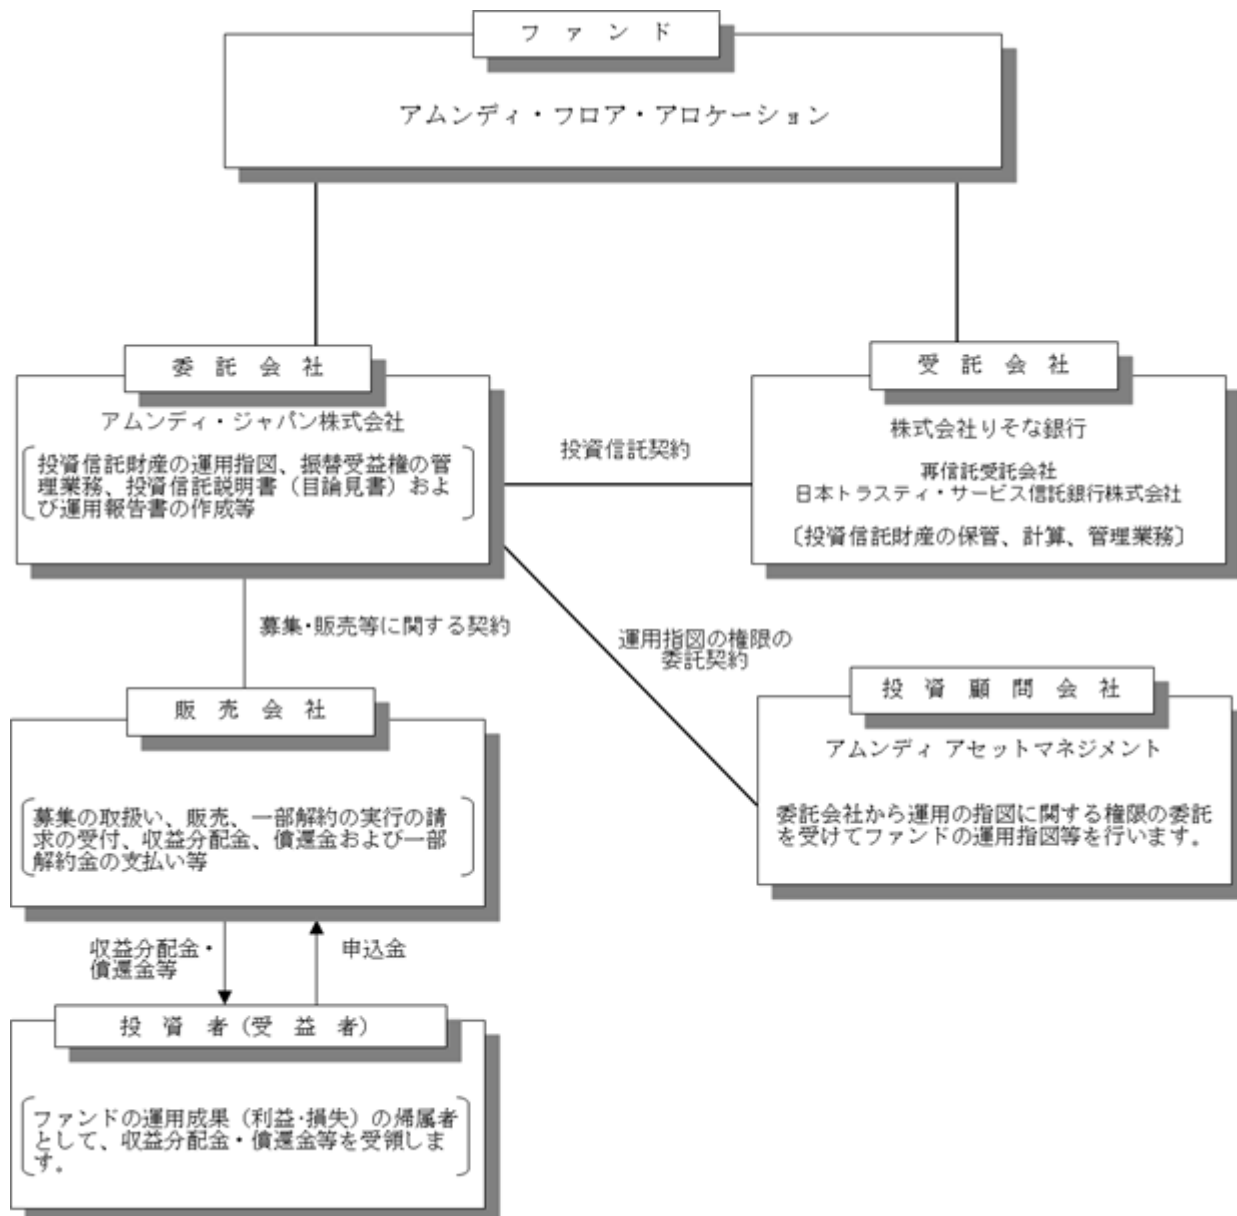 ファンド
アムンディ・フロア・アロケーション
委託会社
アムンディ・ジャパン株式会社
投資信託財産の運用指図、振替受益権の管
理業務、投資信託説明書（目論見書）およ
び運用報告書の作成等
投資信託契約
受託会社
株式会社りそな銀行
再信託受託会社
日本トラスティ・サービス信託銀行株式会社
〔投資信託財産の保管、計算、管理業務〕
募集・販売等に関する契約
運用指図の権限の
委託契約
販売会社
募集の取扱い、販売、一部解約の実行の請
求の受付、収益分配金、償還金および一部
解約金の支払い等
投資顧問会社
アムンディ アセットマネジメント
委託会社から運用の指図に関する権限の委託
を受けてファンドの運用指図等を行います。
収益分配金・
償還金等
申込金
投資者（受益者）
ファンドの運用成果（利益・損失）の帰属者
として、収益分配金・償還金等を受領しま
す。